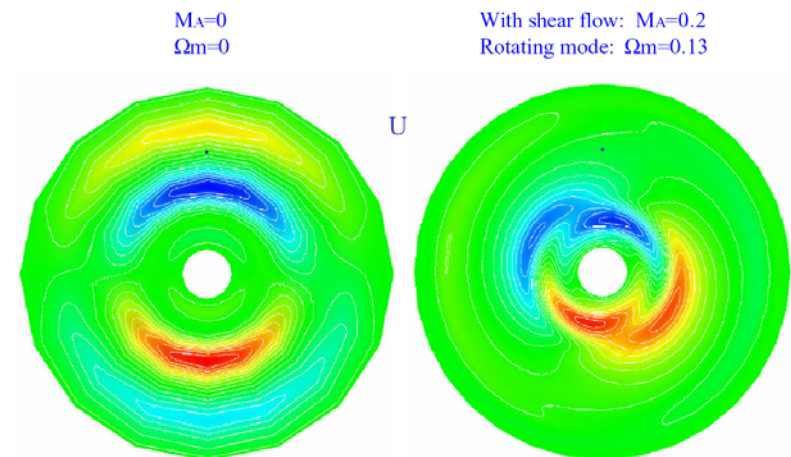 MA=0
Ωm=0
With shear flow: MA=0.2
Rotating mode: Ωm=0.13
U